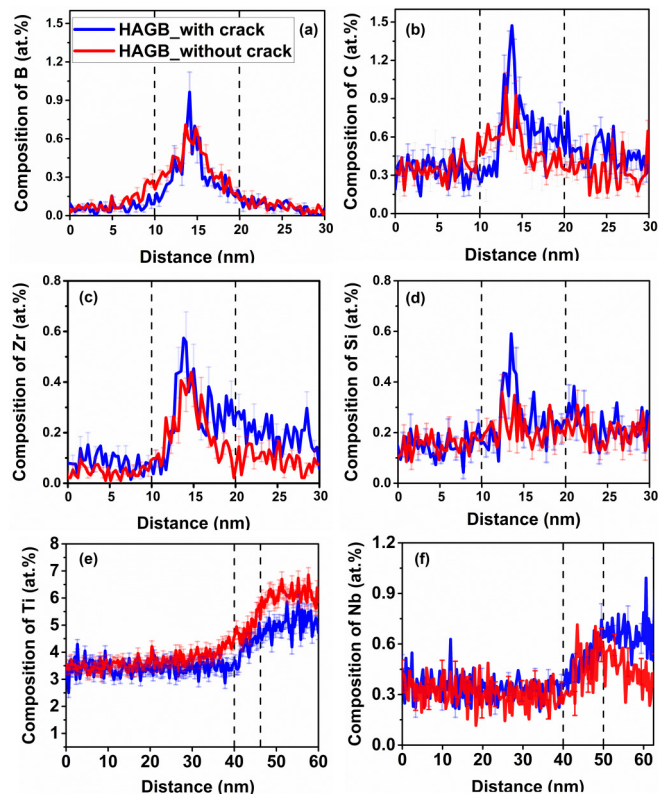 HAGB_with crack
HAGB_without crack
(a)
Composition of B (at.%)
1.5
1.2
0.9
0.6
0.3
0.0
0 5 10 15 20 25 30
Distance (nm)
(b)
Composition of C (at.%)
1.5
1.2
0.9
0.6
0.3
0 5 10 15 20 25 30
Distance (nm)
(c)
Composition of Zr (at.%)
0.8
0.6
0.4
0.2
0.0
0 5 10 15 20 25 30
Distance (nm)
(d)
Composition of Si (at.%)
0.8
0.6
0.4
0.2
0.0
0 5 10 15 20 25 30
Distance (nm)
(e)
Composition of Ti (at.%)
8
7
6
5
4
3
2
1
0 10 20 30 40 50 60
Distance (nm)
(f)
Composition of Nb (at.%)
1.2
0.9
0.6
0.3
0.0
0 10 20 30 40 50 60
Distance (nm)